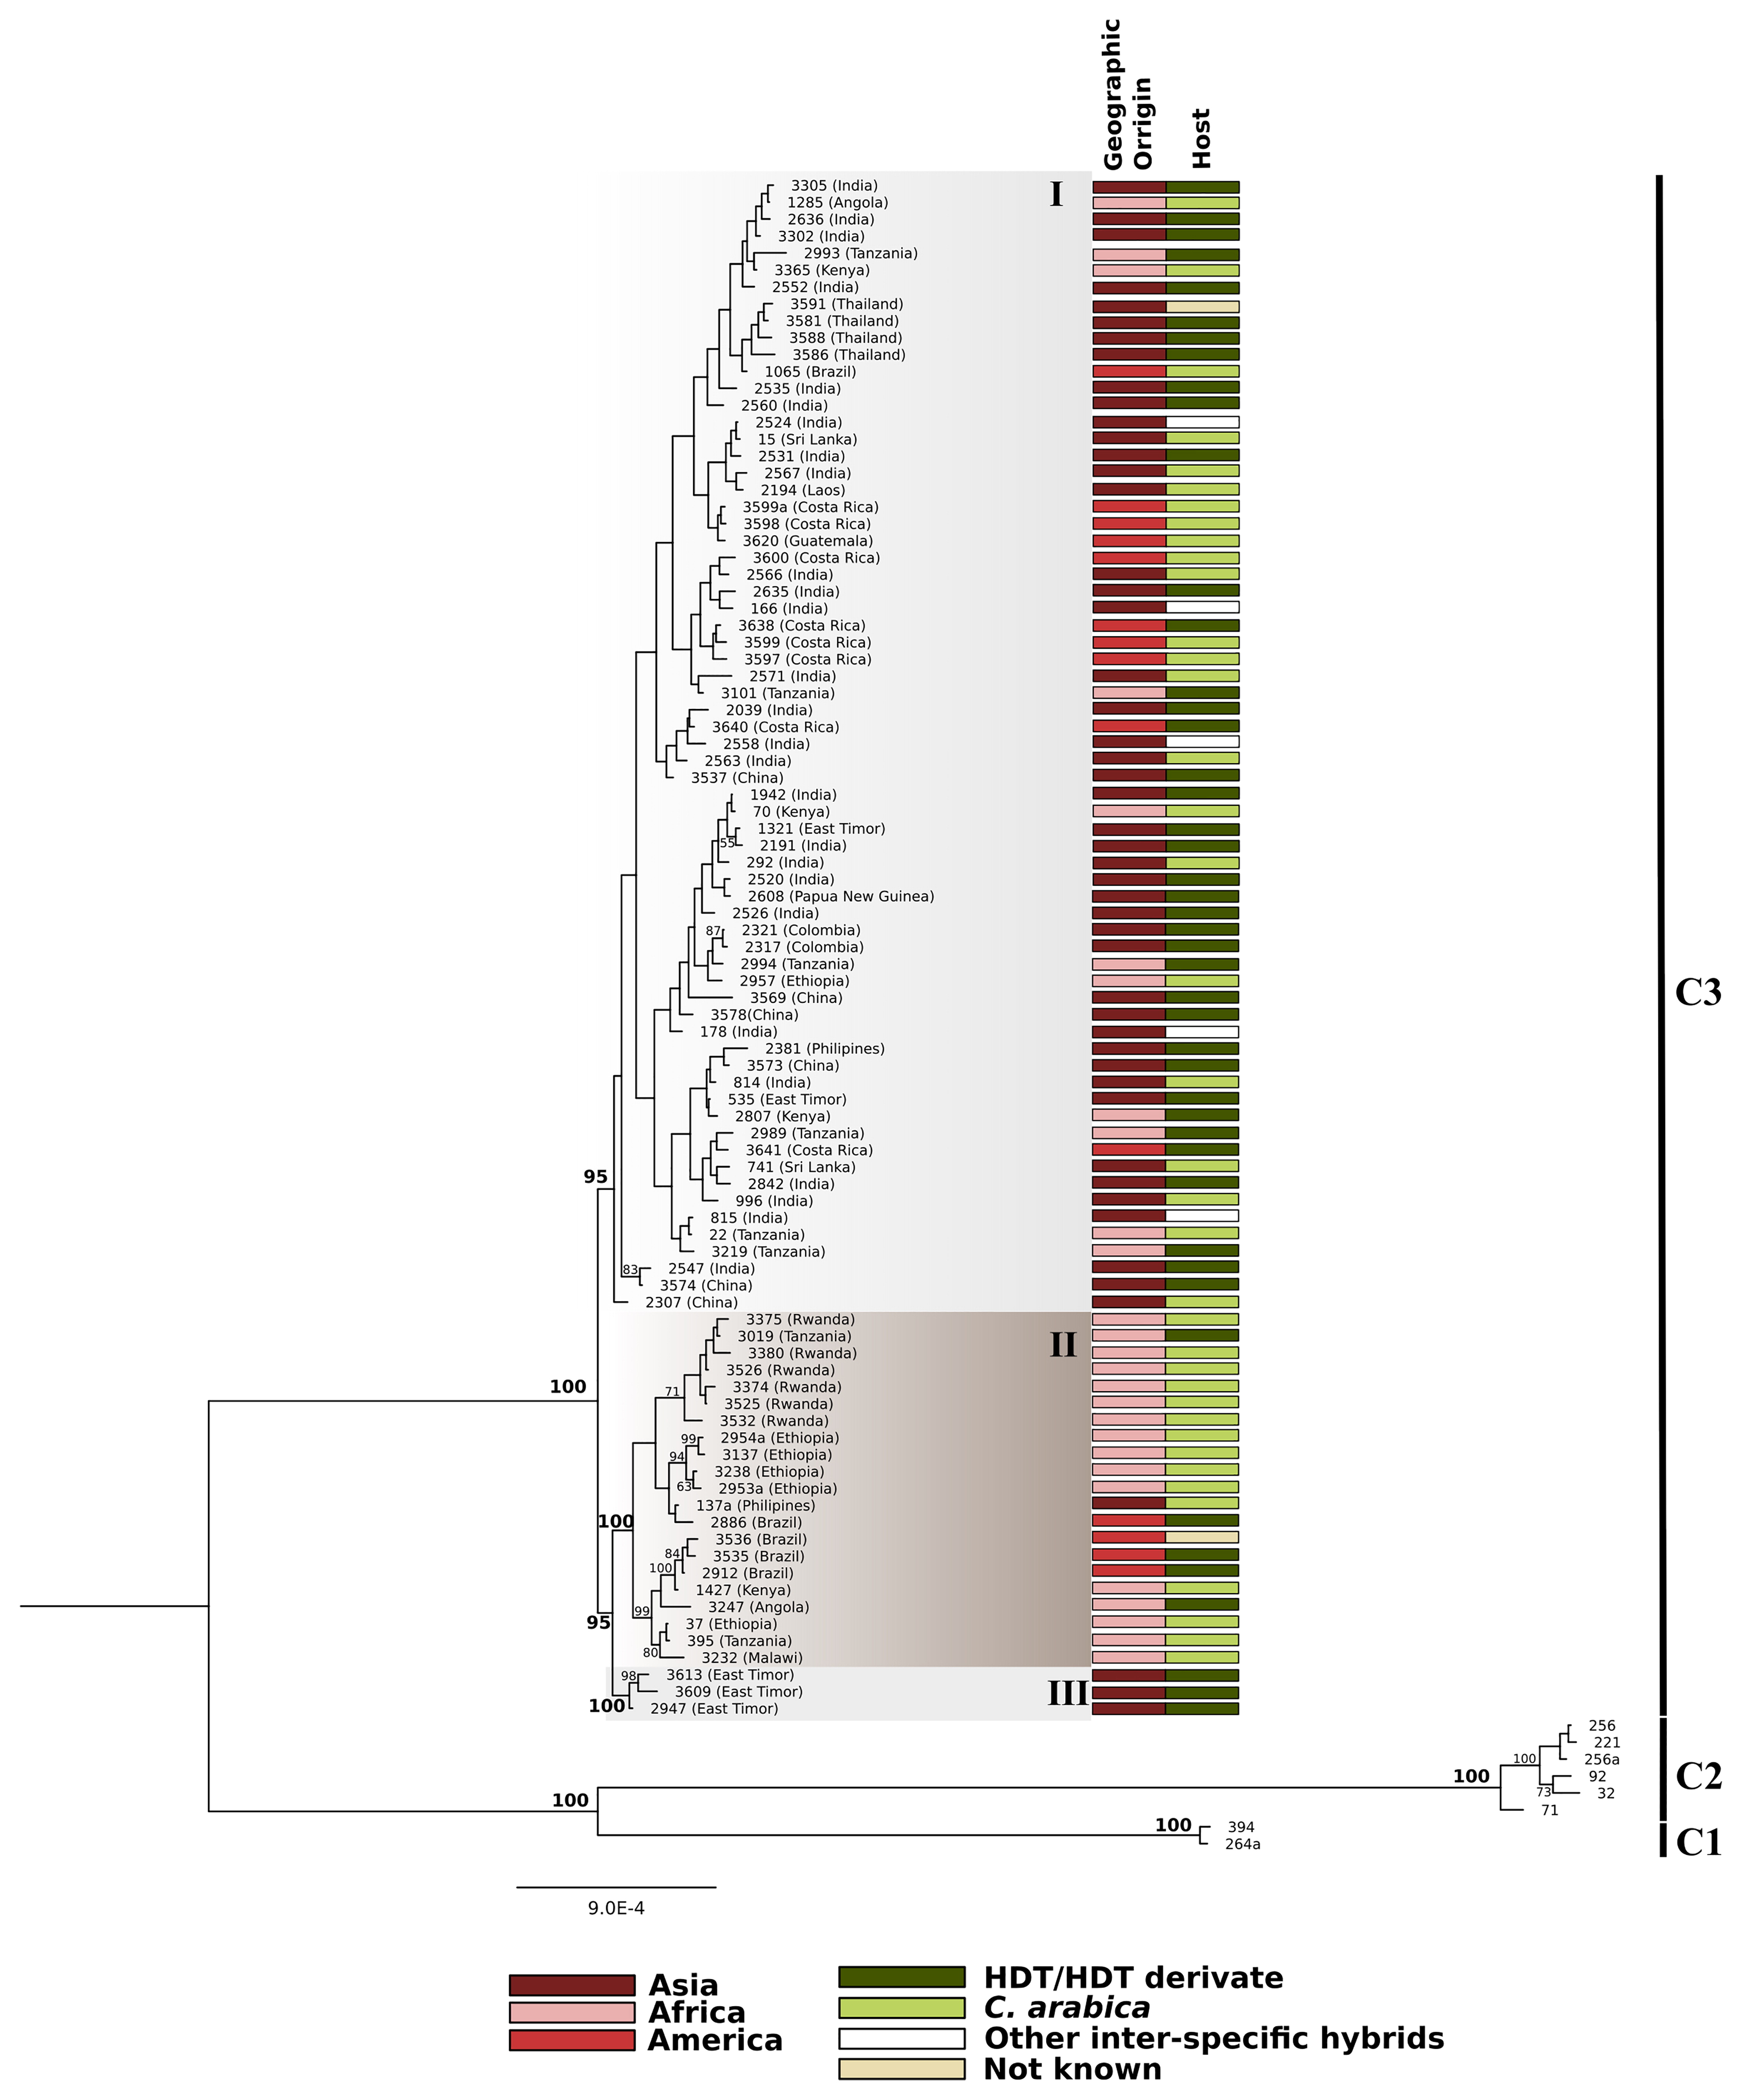 Geographic
Orrigin
Host
I
3305 (India)
1285 (Angola)
2636 (India)
3302 (India)
2993 (Tanzania)
3365 (Kenya)
2552 (India)
3591 (Thailand)
3581 (Thailand)
3588 (Thailand)
3586 (Thailand)
1065 (Brazil)
2535 (India)
2560 (India)
2524 (India)
15 (Sri Lanka)
2531 (India)
2567 (India)
2194 (Laos)
3599a (Costa Rica)
3598 (Costa Rica)
3620 (Guatemala)
3600 (Costa Rica)
2566 (India)
2635 (India)
166 (India)
3638 (Costa Rica)
3599 (Costa Rica)
3597 (Costa Rica)
2571 (India)
3101 (Tanzania)
2039 (India)
3640 (Costa Rica)
2558 (India)
2563 (India)
3537 (China)
1942 (India)
70 (Kenya)
1321 (East Timor)
55
2191 (India)
292 (India)
2520 (India)
2608 (Papua New Guinea)
2526 (India)
87
2321 (Colombia)
2317 (Colombia)
2994 (Tanzania)
2957 (Ethiopia)
3569 (China)
C3
3578(China)
178 (India)
2381 (Philipines)
3573 (China)
814 (India)
535 (East Timor)
2807 (Kenya)
2989 (Tanzania)
3641 (Costa Rica)
741 (Sri Lanka)
95
2842 (India)
996 (India)
815 (India)
22 (Tanzania)
3219 (Tanzania)
83
2547 (India)
3574 (China)
2307 (China)
3375 (Rwanda)
3019 (Tanzania)
II
3380 (Rwanda)
3526 (Rwanda)
100
71
3374 (Rwanda)
3525 (Rwanda)
3532 (Rwanda)
99
2954a (Ethiopia)
94
3137 (Ethiopia)
3238 (Ethiopia)
63
2953a (Ethiopia)
137a (Philipines)
100
2886 (Brazil)
3536 (Brazil)
84
3535 (Brazil)
100
2912 (Brazil)
1427 (Kenya)
99
3247 (Angola)
95
37 (Ethiopia)
395 (Tanzania)
80
3232 (Malawi)
98
3613 (East Timor)
3609 (East Timor)
III
100
2947 (East Timor)
256
221
100
256a
100
92
C2
73
32
100
71
100
394
264a
C1
9.0E-4
Asia
Africa
America
HDT/HDT derivate
C. arabica
Other inter-specific hybrids
Not known